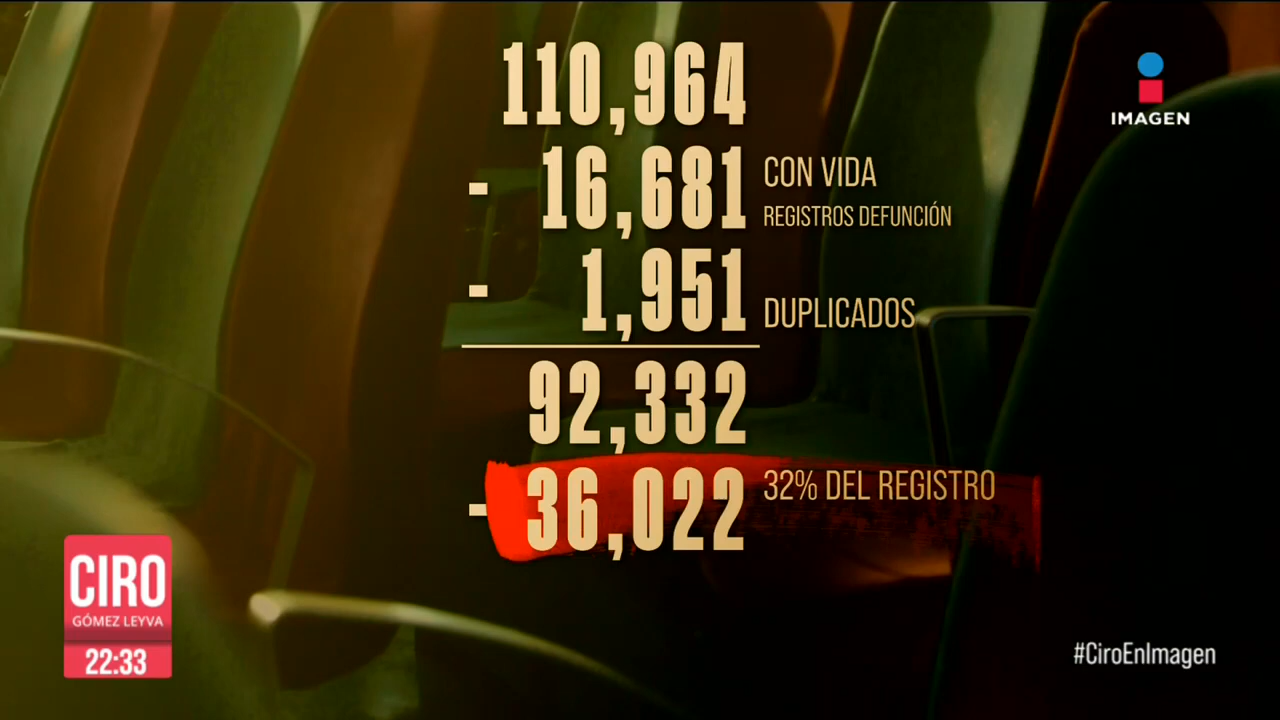 110,964
- 16,681 CON VIDA
REGISTROS DEFUNCIÓN
- 1,951 DUPLICADOS
92,332
- 36,022 32% DEL REGISTRO
IMAGEN
CIRO
GÓMEZ LEYVA
22:33
#CiroEnImagen